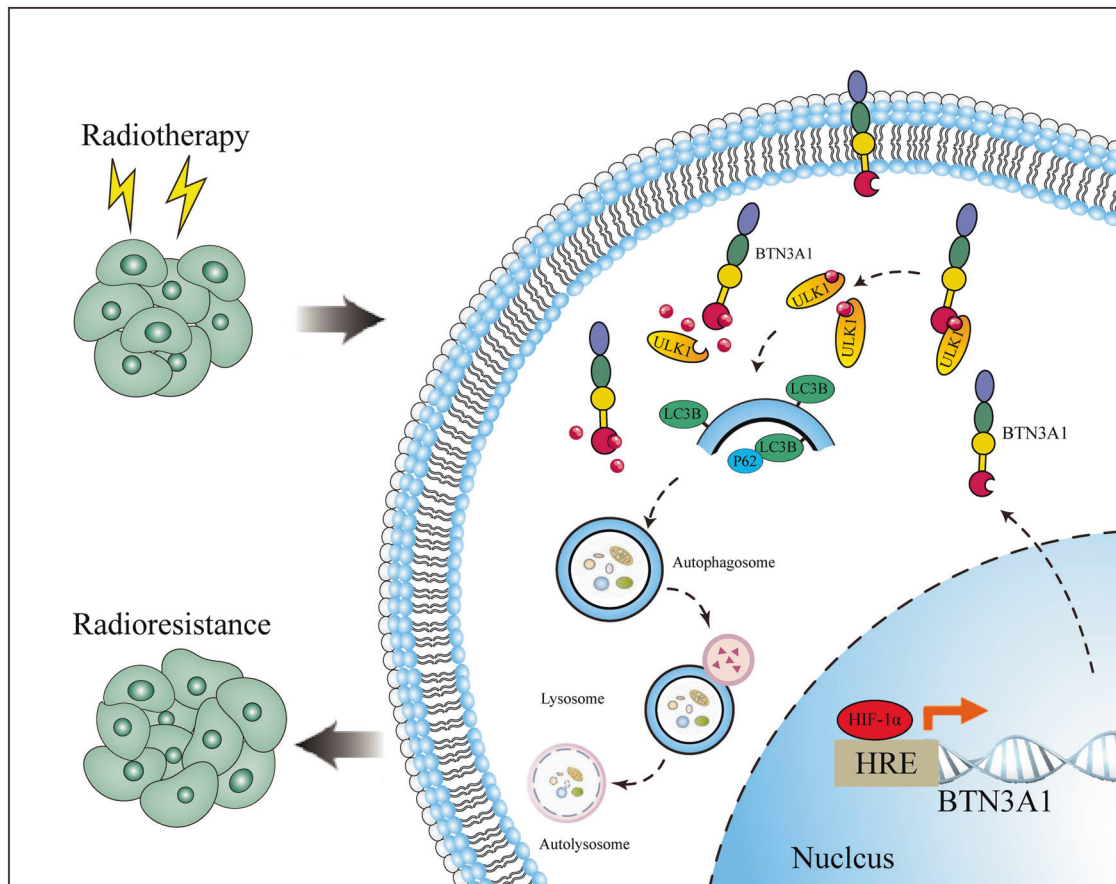 Radiotherapy
BTN3A1
ULK1
ULK1
ULK1
ULK1
LC3B
LC3B
LC3B
P62
BTN3A1
Autophagosome
Radioresistance
Lysosome
Autolysosome
HIF-1α
HRE
BTN3A1
Nuclcus